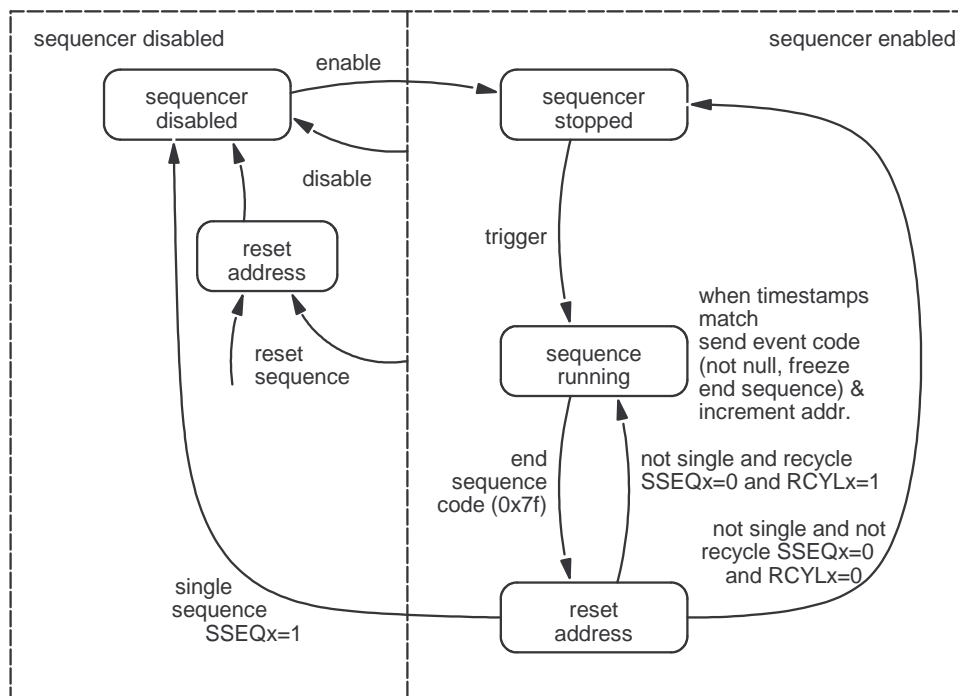 sequencer disabled
sequencer enabled
enable
sequencer
disabled
sequencer
stopped
disable
trigger
reset
address
reset
sequence
sequence
running
when timestamps
match
send event code
(not null, freeze
end sequence) &
increment addr.
end
sequence
code (0x7f)
not single and recycle
SSEQx=0 and RCYLx=1
not single and not
recycle SSEQx=0
and RCYLx=0
single
sequence
SSEQx=1
reset
address